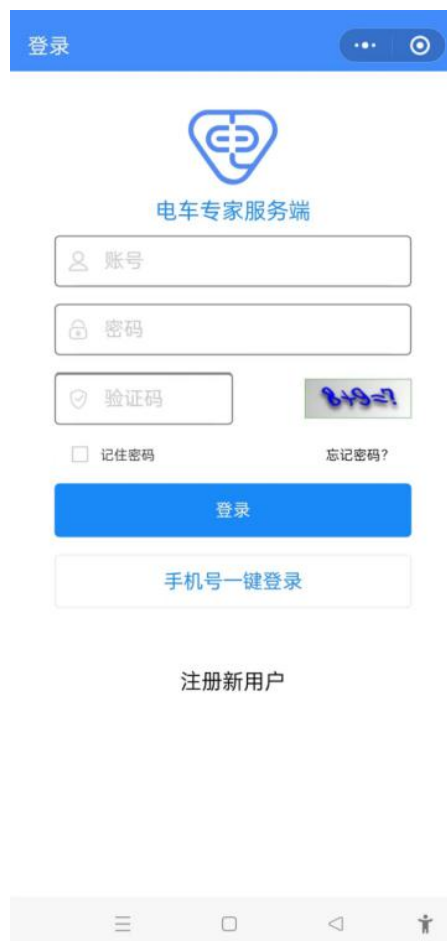 登录
电车专家服务端
账号
密码
验证码
8+9=?
记住密码
忘记密码?
登录
手机号一键登录
注册新用户